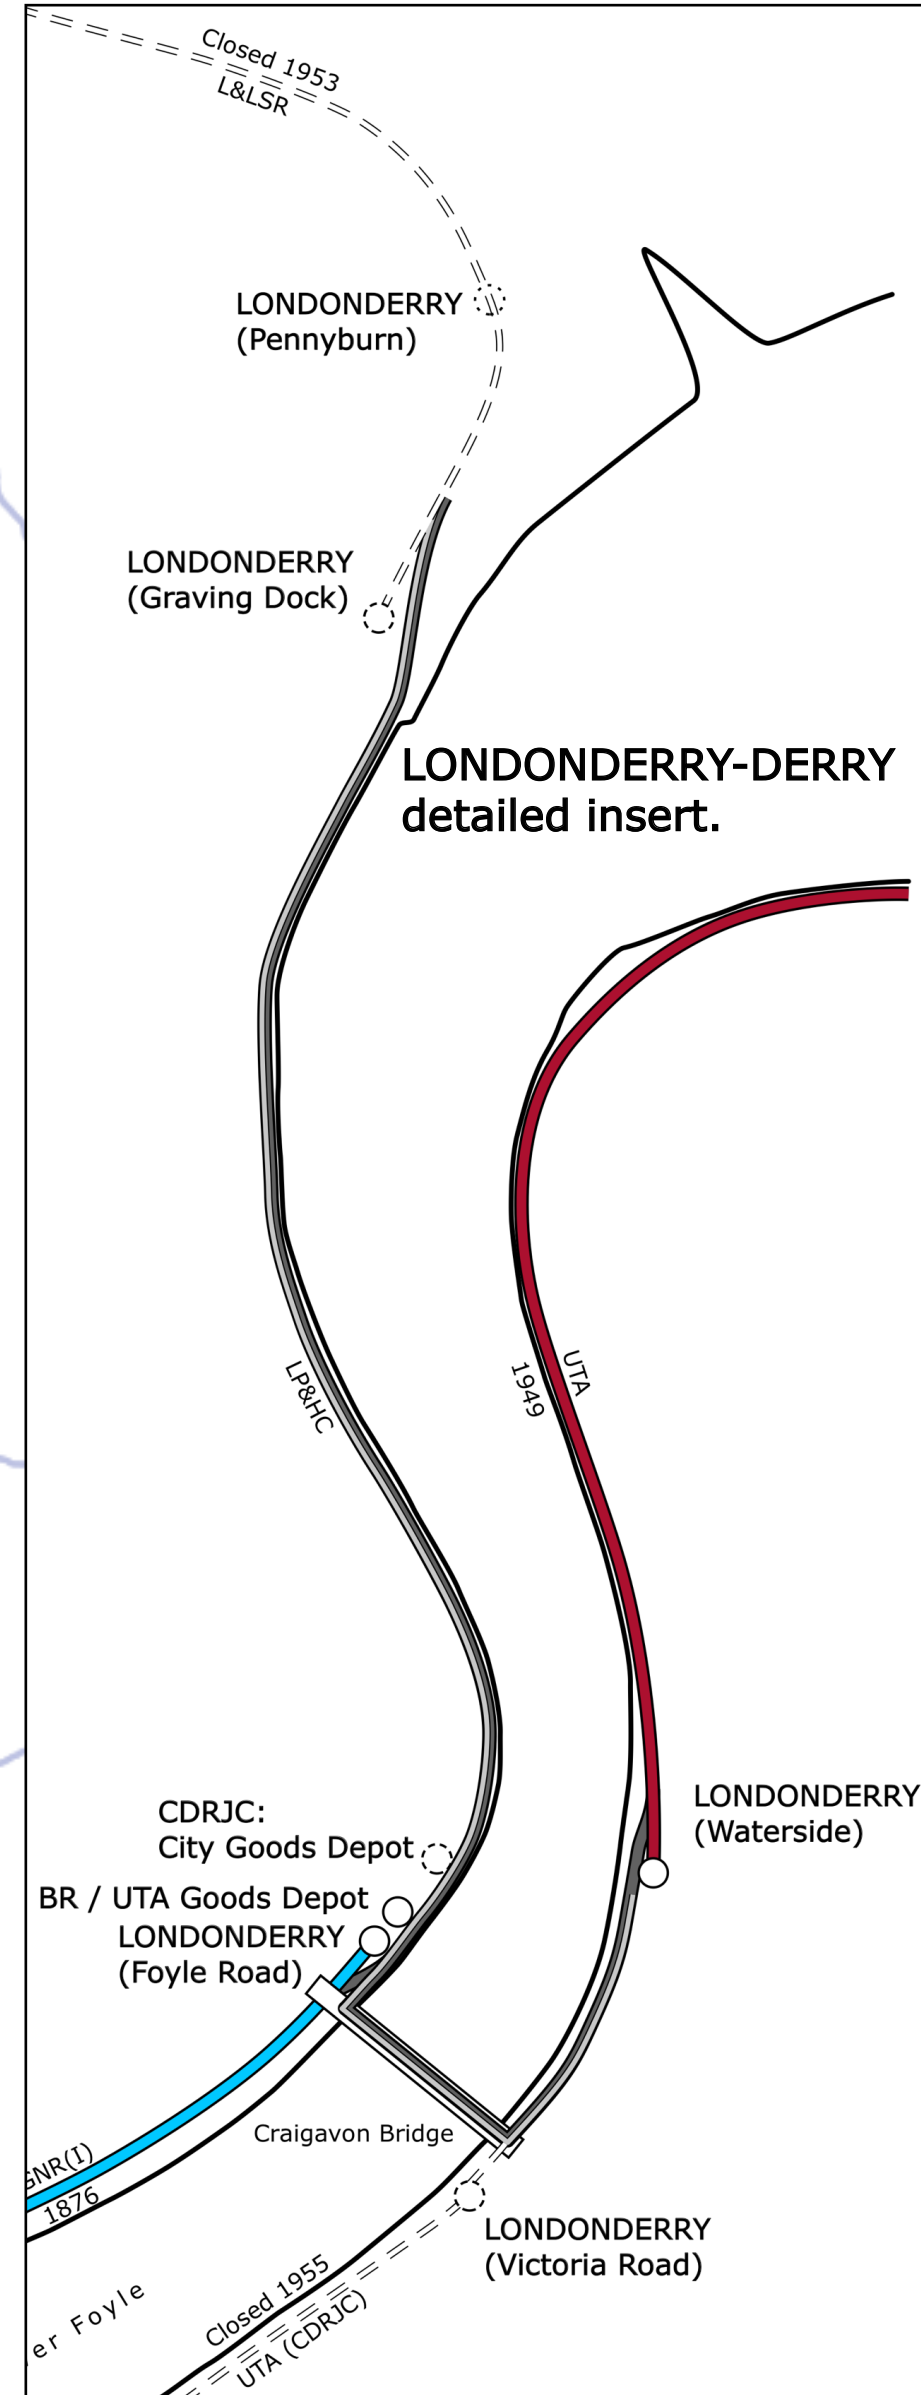 Closed 1953
L&LSR
LONDONDERRY
(Pennyburn)
LONDONDERRY
(Graving Dock)
LONDONDERRY-DERRY
detailed insert.
UTA
1949
LP&HC
LONDONDERRY
(Waterside)
CDRJC:
City Goods Depot
BR / UTA Goods Depot
LONDONDERRY
(Foyle Road)
Craigavon Bridge
GNR(I)
1876
LONDONDERRY
(Victoria Road)
Closed 1955
UTA (CDRJC)
er Foyle